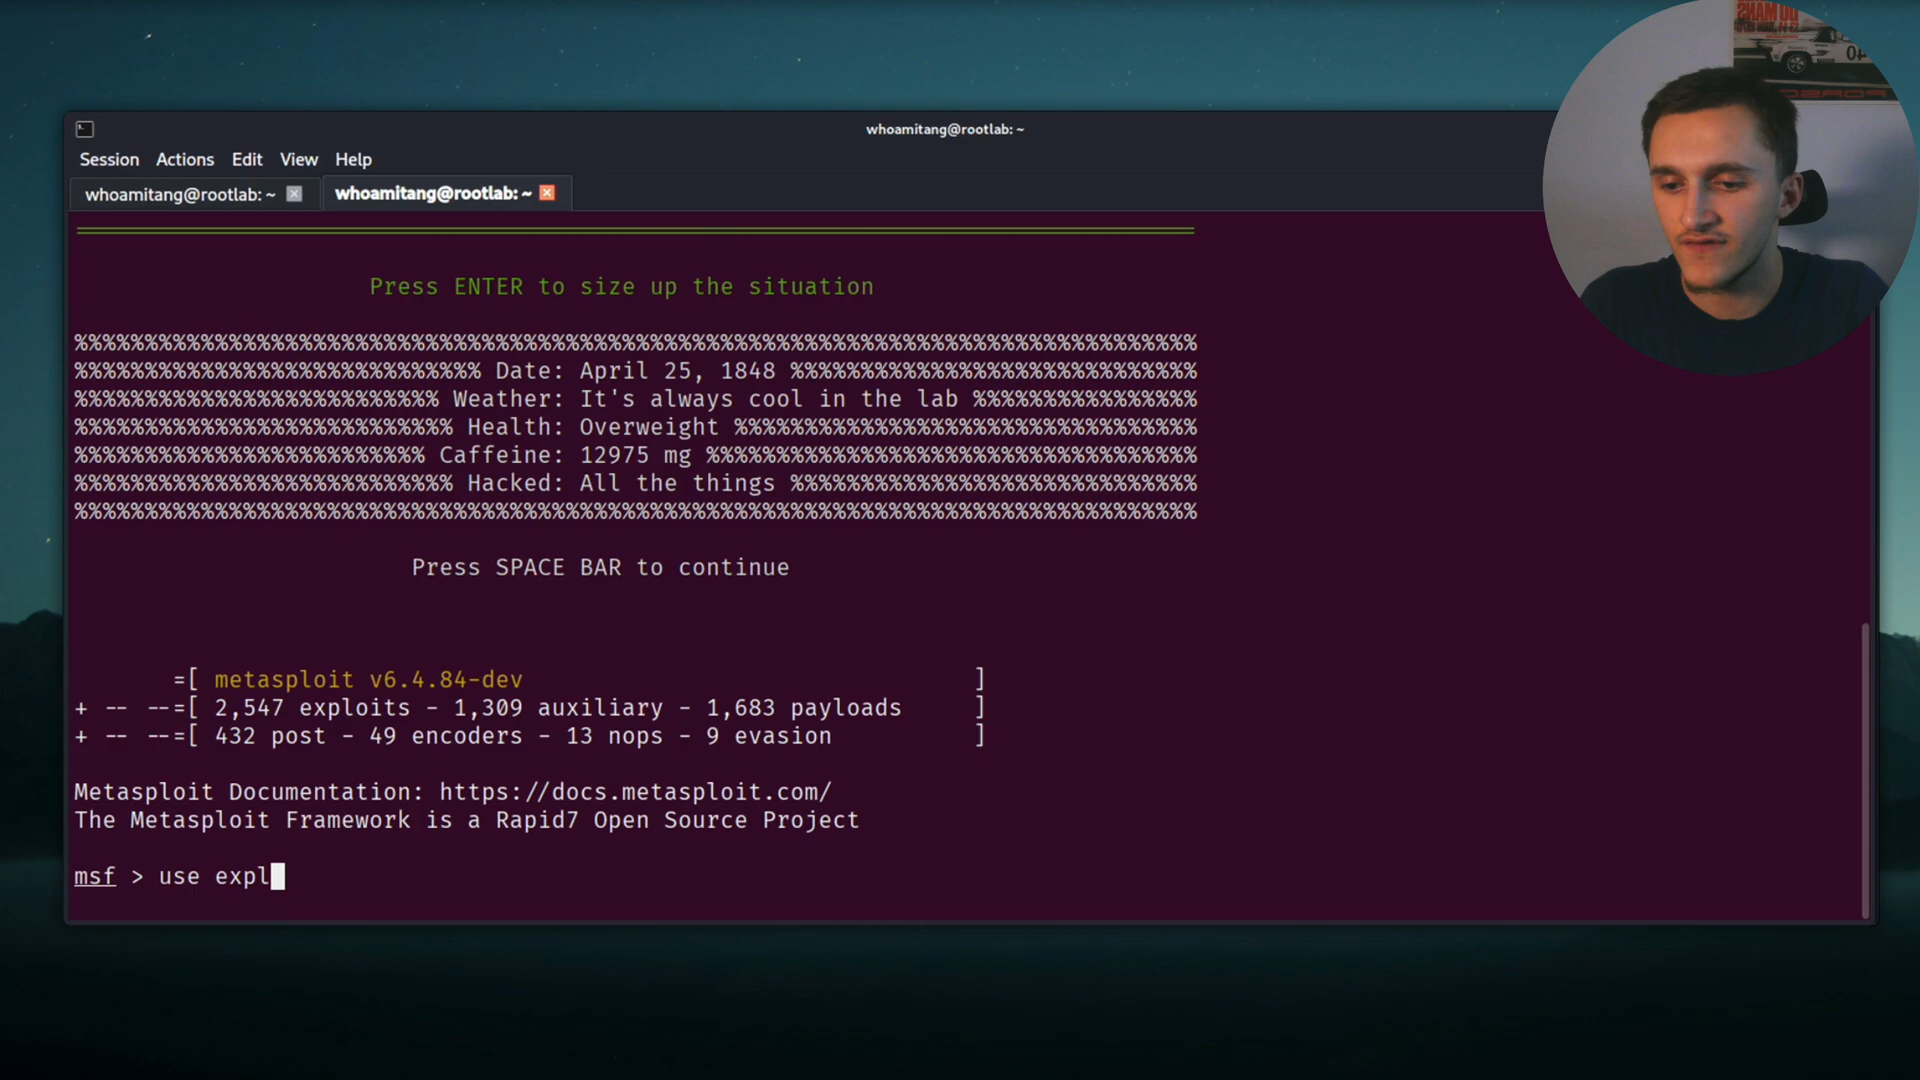 whoamitang@rootlab: ~
Session Actions Edit View Help
whoamitang@rootlab: ~ whoamitang@rootlab: ~
Press ENTER to size up the situation
%%%%%%%%%%%%%%%%%%%%%%%%%%%%%%%%%%%%%%%%%%%%%%%%%%%%%%%%%%%%%%%%%%%%%%%%%%%%%%%%%%
%%%%%%%%%%%%%%%%%%%%%%%%%%%%% Date: April 25, 1848 %%%%%%%%%%%%%%%%%%%%%%%%%%%%%
%%%%%%%%%%%%%%%%%%%%%%%%%% Weather: It's always cool in the lab %%%%%%%%%%%%%%%%
%%%%%%%%%%%%%%%%%%%%%%%%%%% Health: Overweight %%%%%%%%%%%%%%%%%%%%%%%%%%%%%%%%%
%%%%%%%%%%%%%%%%%%%%%%%%% Caffeine: 12975 mg %%%%%%%%%%%%%%%%%%%%%%%%%%%%%%%%%%%
%%%%%%%%%%%%%%%%%%%%%%%%%%% Hacked: All the things %%%%%%%%%%%%%%%%%%%%%%%%%%%%%
%%%%%%%%%%%%%%%%%%%%%%%%%%%%%%%%%%%%%%%%%%%%%%%%%%%%%%%%%%%%%%%%%%%%%%%%%%%%%%%%%%
Press SPACE BAR to continue
=[ metasploit v6.4.84-dev ]
+ -- --=[ 2,547 exploits - 1,309 auxiliary - 1,683 payloads ]
+ -- --=[ 432 post - 49 encoders - 13 nops - 9 evasion ]
Metasploit Documentation: https://docs.metasploit.com/
The Metasploit Framework is a Rapid7 Open Source Project
msf > use expl